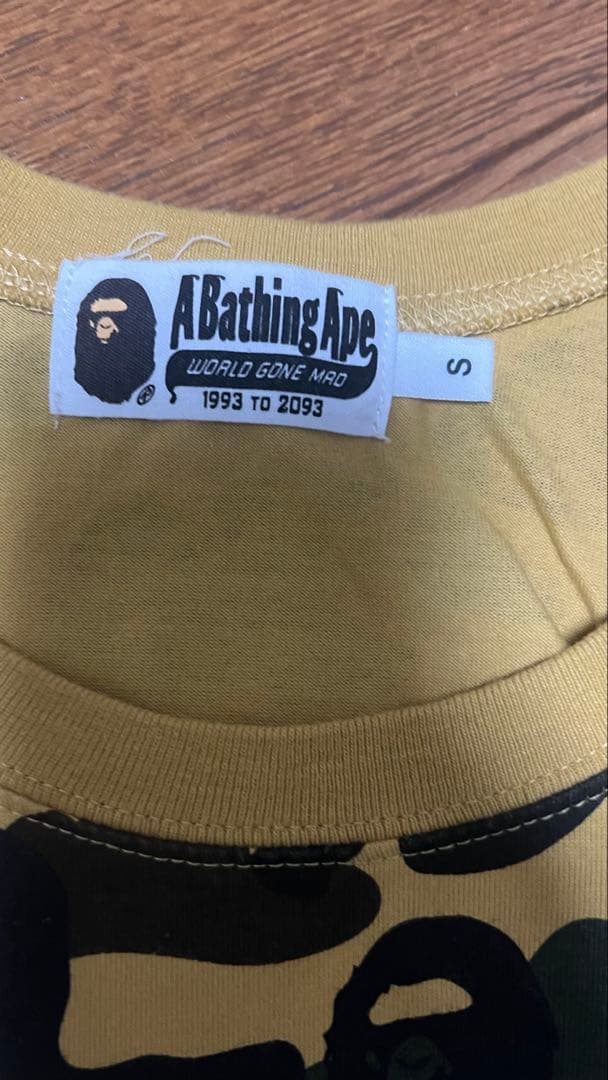 A Bathing Ape
WORLD GONE MAD
1993 TO 2093
®
S